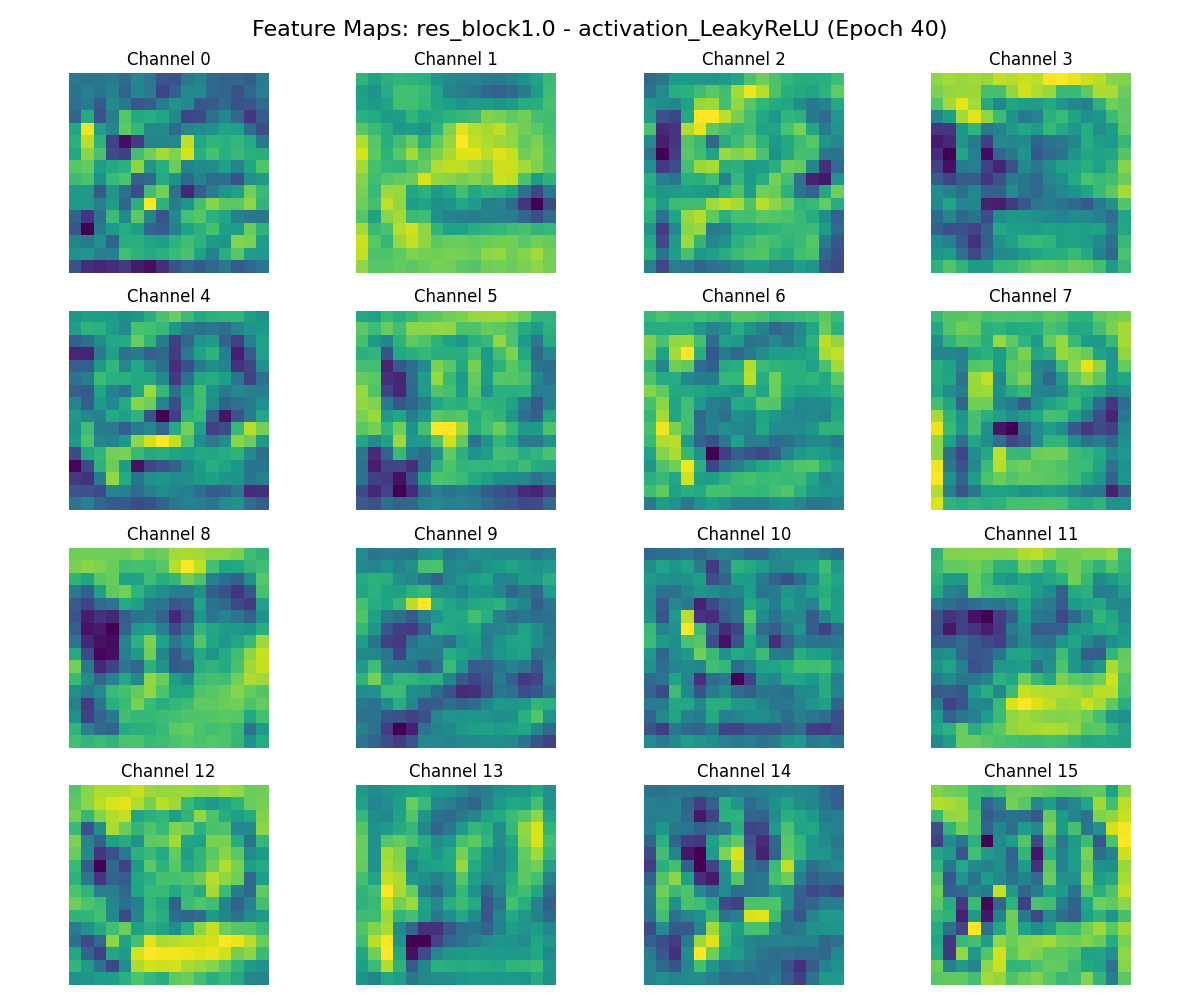 Feature Maps: res_block1.0 - activation_LeakyReLU (Epoch 40)
Channel 0 Channel 1 Channel 2 Channel 3
Channel 4 Channel 5 Channel 6 Channel 7
Channel 8 Channel 9 Channel 10 Channel 11
Channel 12 Channel 13 Channel 14 Channel 15